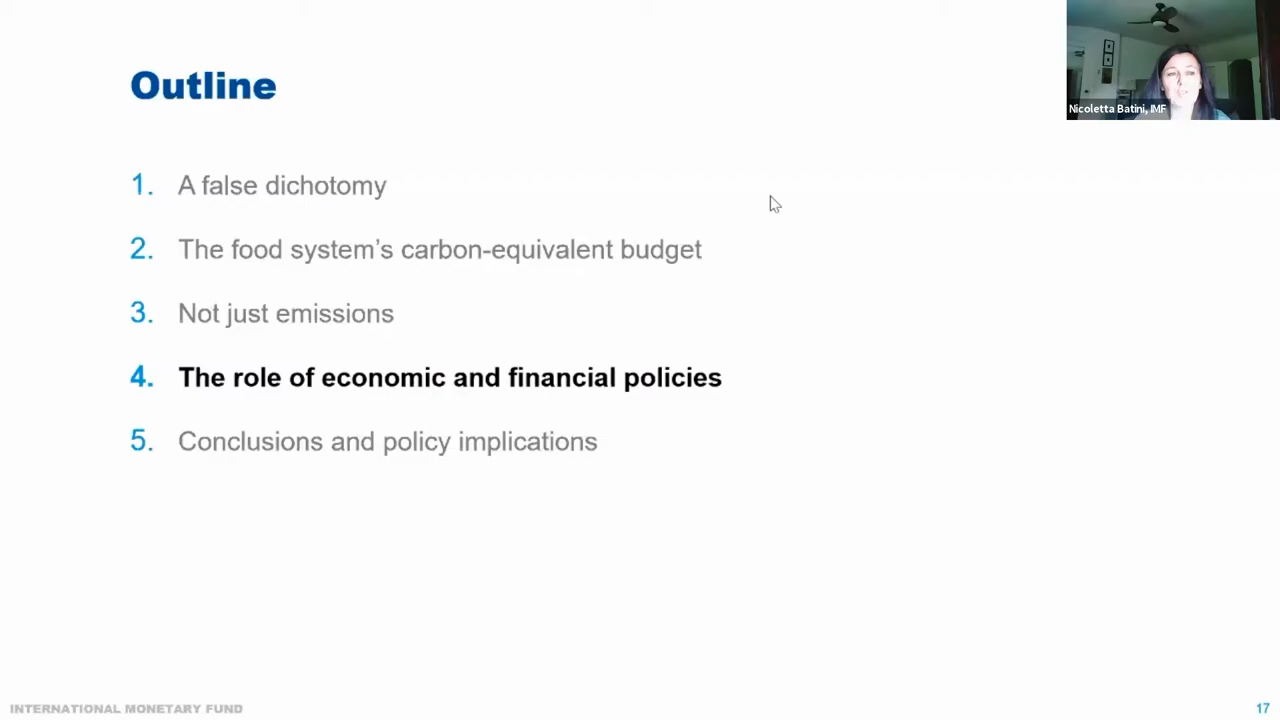 Outline
Nicoletta Batini, IMF
1. A false dichotomy
2. The food system's carbon-equivalent budget
3. Not just emissions
4. The role of economic and financial policies
5. Conclusions and policy implications
INTERNATIONAL MONETARY FUND
17